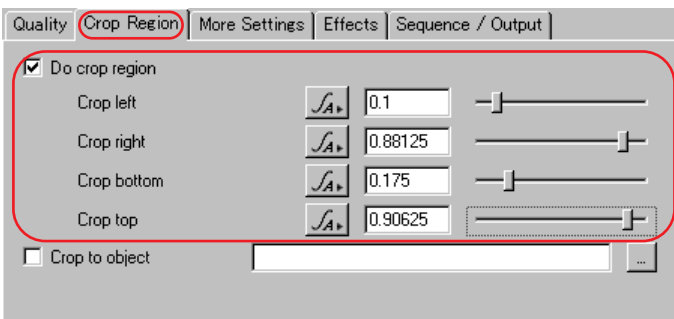 Quality Crop Region More Settings Effects Sequence / Output
Do crop region
Crop left 0.1
Crop right 0.88125
Crop bottom 0.175
Crop top 0.90625
Crop to object ...